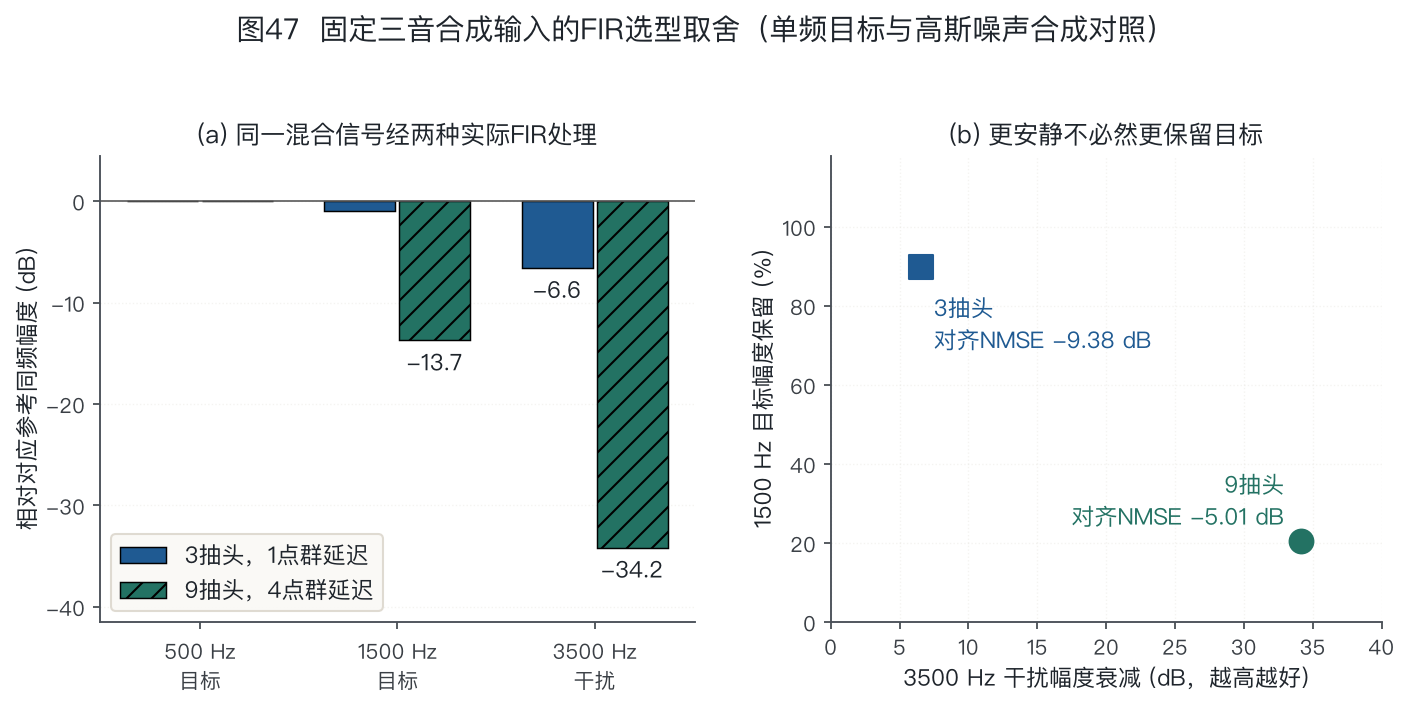 图47  固定三音合成输入的FIR选型取舍（单频目标与高斯噪声合成对照）
(a) 同一混合信号经两种实际FIR处理
相对对应参考同频幅度 (dB)
0
−10
−20
−30
−40
−13.7
−6.6
−34.2
3抽头，1点群延迟
9抽头，4点群延迟
500 Hz
目标
1500 Hz
目标
3500 Hz
干扰
(b) 更安静不必然更保留目标
1500 Hz 目标幅度保留 (%)
100
80
60
40
20
0
3抽头
对齐NMSE −9.38 dB
9抽头
对齐NMSE −5.01 dB
0 5 10 15 20 25 30 35 40
3500 Hz 干扰幅度衰减 (dB，越高越好)